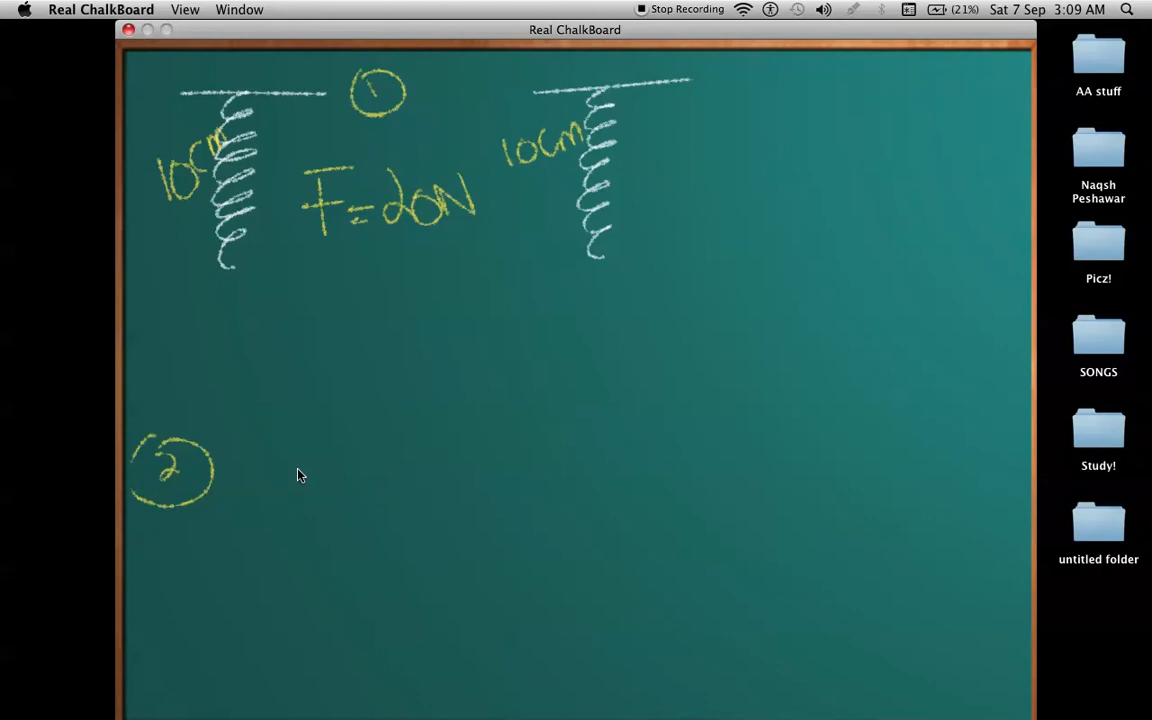 Real ChalkBoard View Window Stop Recording (21%) Sat 7 Sep 3:09 AM
Real ChalkBoard
1
10cm
F=20N
10cm
2
AA stuff
Naqsh
Peshawar
Picz!
SONGS
Study!
untitled folder